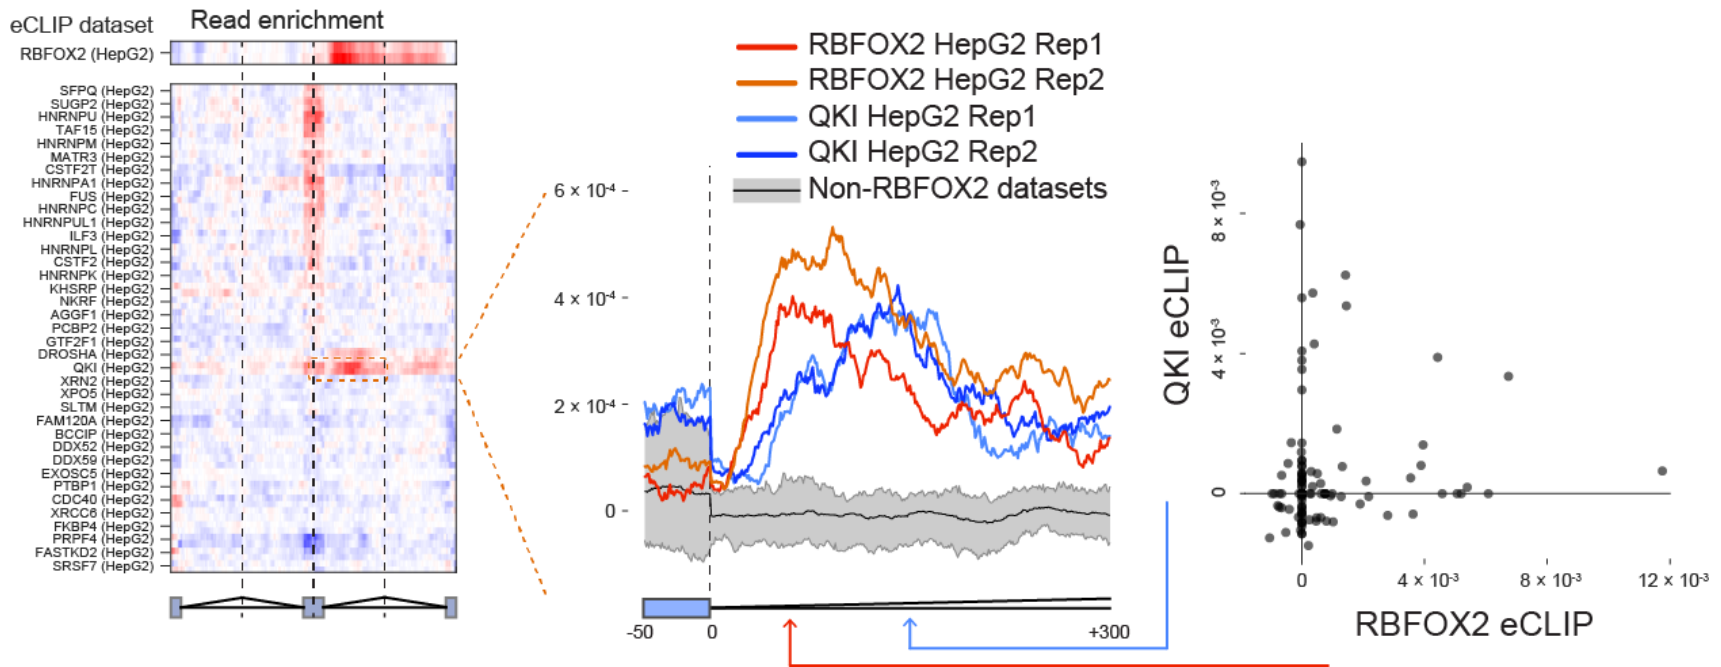 eCLIP dataset
Read enrichment
RBFOX2 (HepG2)
SFPQ (HepG2)
SUGP2 (HepG2)
HNRNPU (HepG2)
TAF15 (HepG2)
HNRNPM (HepG2)
MATR3 (HepG2)
CSTF2T (HepG2)
HNRNPA1 (HepG2)
FUS (HepG2)
HNRNPC (HepG2)
HNRNPUL1 (HepG2)
ILF3 (HepG2)
HNRNPL (HepG2)
CSTF2 (HepG2)
HNRNPK (HepG2)
KHSRP (HepG2)
NKRF (HepG2)
AGGF1 (HepG2)
PCBP2 (HepG2)
GTF2F1 (HepG2)
DROSHA (HepG2)
QKI (HepG2)
XRN2 (HepG2)
XPO5 (HepG2)
SLTM (HepG2)
FAM120A (HepG2)
BCCIP (HepG2)
DDX52 (HepG2)
DDX59 (HepG2)
EXOSC5 (HepG2)
PTBP1 (HepG2)
CDC40 (HepG2)
XRCC6 (HepG2)
FKBP4 (HepG2)
PRPF4 (HepG2)
FASTKD2 (HepG2)
SRSF7 (HepG2)
RBFOX2 HepG2 Rep1
RBFOX2 HepG2 Rep2
QKI HepG2 Rep1
QKI HepG2 Rep2
Non-RBFOX2 datasets
6 x 10⁻⁴
4 x 10⁻⁴
2 x 10⁻⁴
0
-50
0
+300
QKI eCLIP
8 × 10⁻³
4 × 10⁻³
0
0
4 × 10⁻³
8 × 10⁻³
12 × 10⁻³
RBFOX2 eCLIP